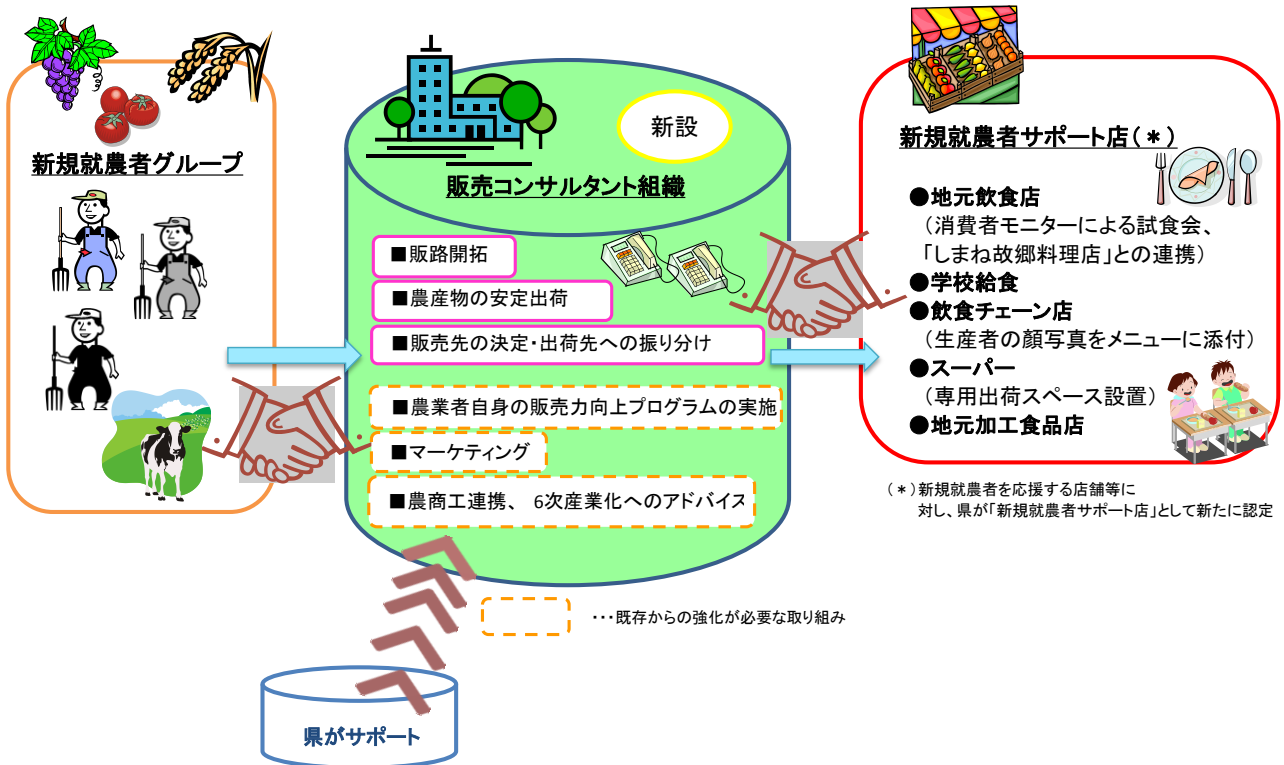 新規就農者グループ
新設
販売コンサルタント組織
■販路開拓
■農産物の安定出荷
■販売先の決定・出荷先への振り分け
■農業者自身の販売力向上プログラムの実施
■マーケティング
■農商工連携、 6次産業化へのアドバイス
・・・既存からの強化が必要な取り組み
県がサポート
新規就農者サポート店(*)
●地元飲食店
(消費者モニターによる試食会、
「しまね故郷料理店」との連携)
●学校給食
●飲食チェーン店
(生産者の顔写真をメニューに添付)
●スーパー
(専用出荷スペース設置)
●地元加工食品店
(*)新規就農者を応援する店舗等に
対し、県が「新規就農者サポート店」として新たに認定